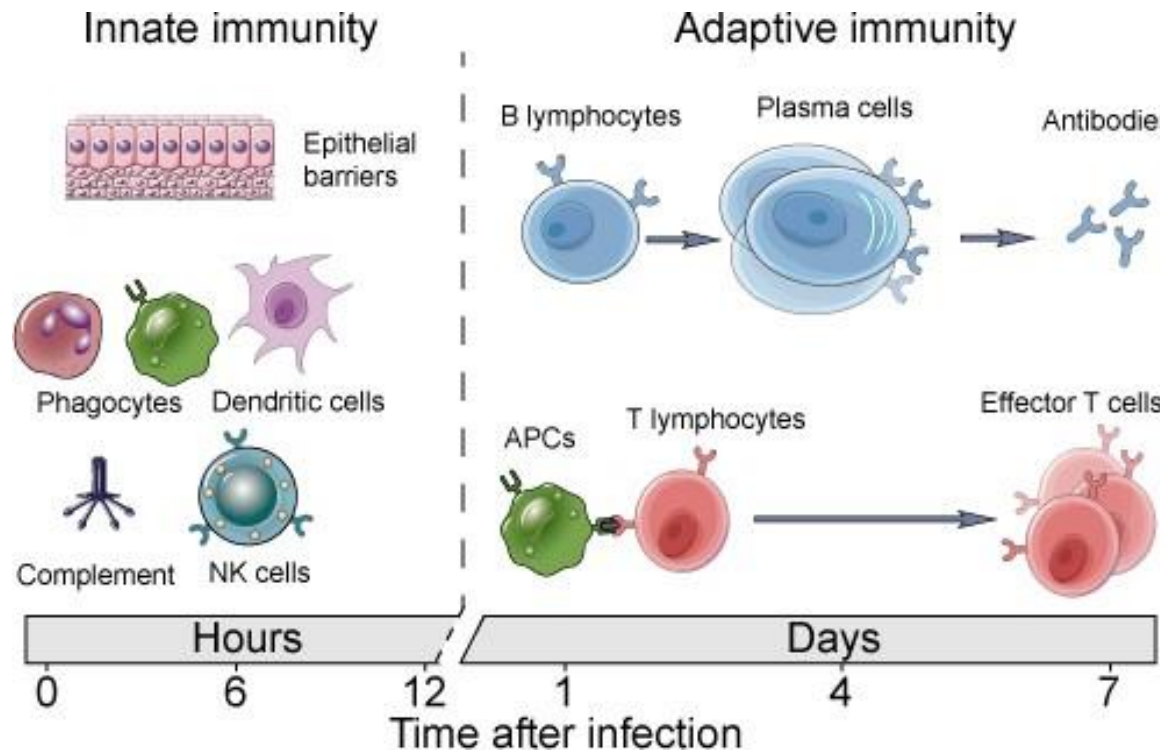 Innate immunity
Adaptive immunity
Epithelial
barriers
B lymphocytes
Plasma cells
Antibodie
Phagocytes
Dendritic cells
APCs
T lymphocytes
Effector T cells
Complement
NK cells
Hours
Days
0 6 12 1 4 7
Time after infection